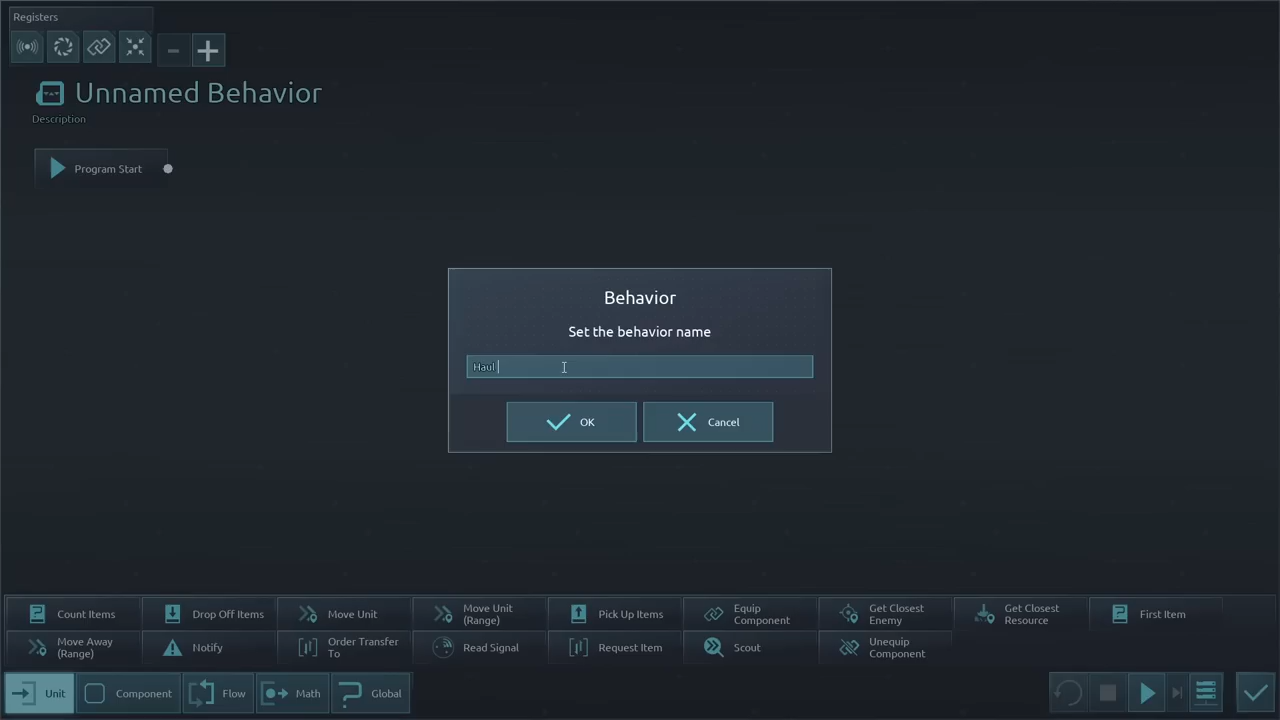 Registers
Unnamed Behavior
Description
Program Start
Behavior
Set the behavior name
Haul
OK
Cancel
Count Items
Drop Off Items
Move Unit
Move Unit
(Range)
Pick Up Items
Equip
Component
Get Closest
Enemy
Get Closest
Resource
First Item
Move Away
(Range)
Notify
Order Transfer
To
Read Signal
Request Item
Scout
Unequip
Component
Unit
Component
Flow
Math
Global